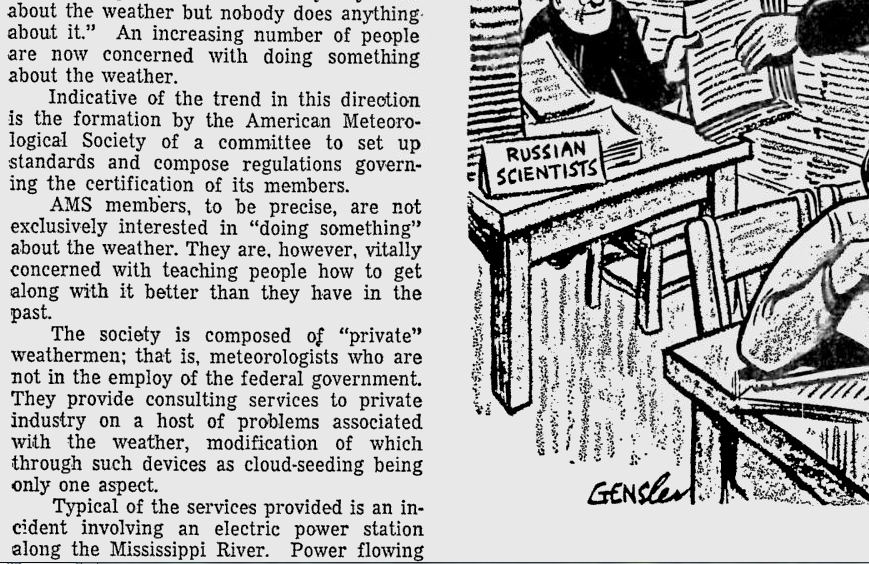 about the weather but nobody does anything
about it." An increasing number of people
are now concerned with doing something
about the weather.
Indicative of the trend in this direction
is the formation by the American Meteoro-
logical Society of a committee to set up
standards and compose regulations govern-
ing the certification of its members.
AMS members, to be precise, are not
exclusively interested in "doing something"
about the weather. They are, however, vitally
concerned with teaching people how to get
along with it better than they have in the
past.
The society is composed of "private"
weathermen; that is, meteorologists who are
not in the employ of the federal government.
They provide consulting services to private
industry on a host of problems associated
with the weather, modification of which
through such devices as cloud-seeding being
only one aspect.
Typical of the services provided is an in-
cident involving an electric power station
along the Mississippi River. Power flowing
RUSSIAN
SCIENTISTS
GENSler